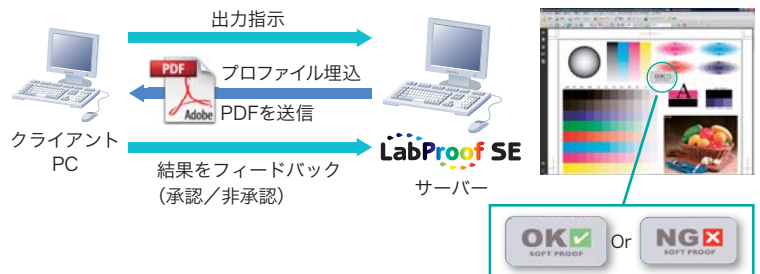 出力指示
PDF
Adobe
プロファイル埋込
PDFを送信
クライアント
PC
結果をフィードバック
(承認／非承認)
LabProof SE
サーバー
OK
A
OK
SOFT PROOF
Or
NG
SOFT PROOF